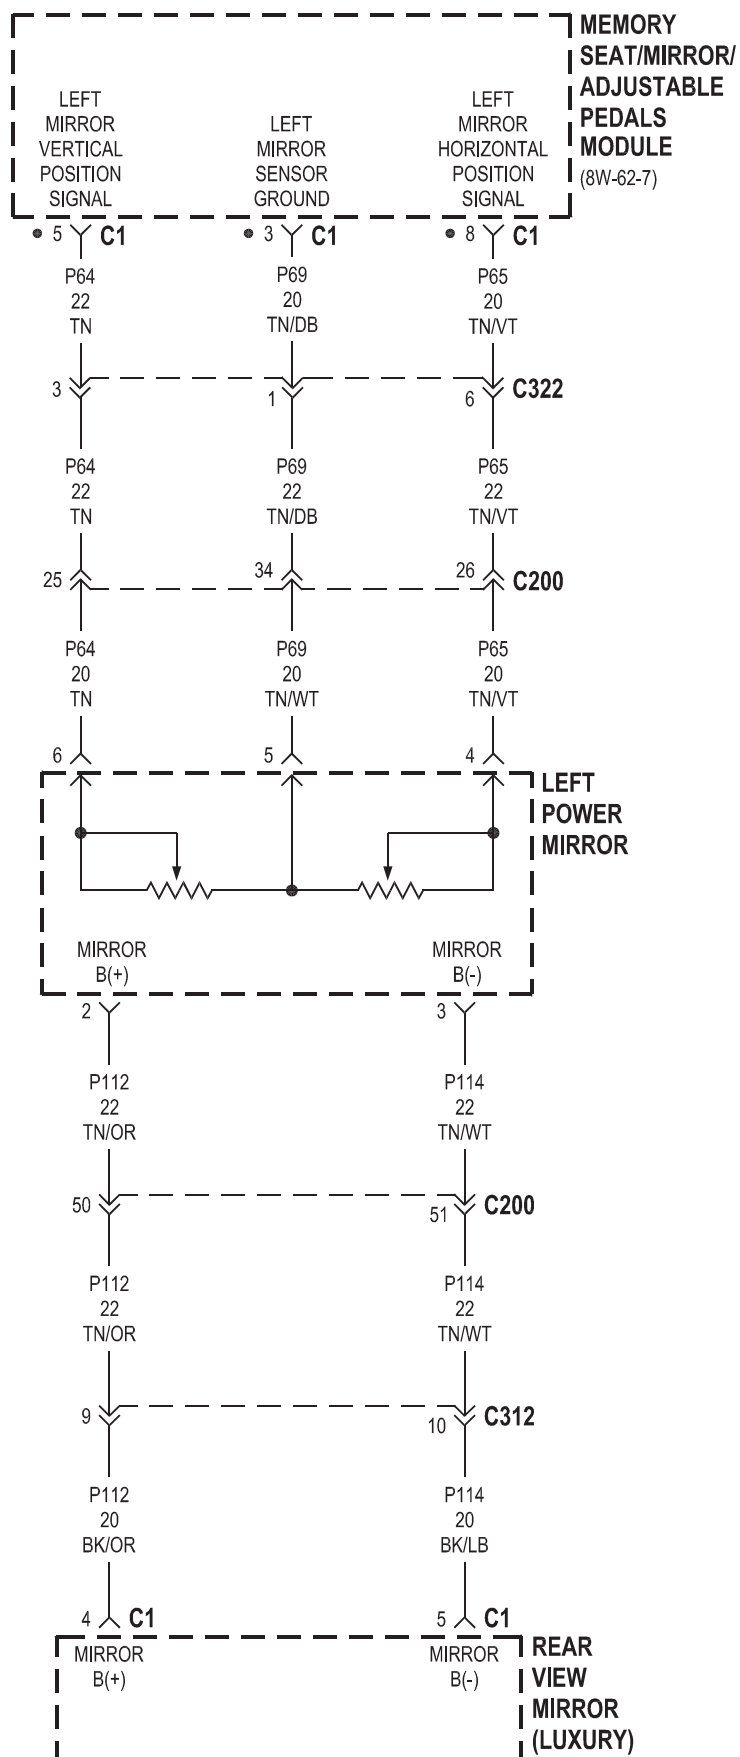 MEMORY
SEAT/MIRROR/
ADJUSTABLE
PEDALS
MODULE
(8W-62-7)
LEFT
MIRROR
VERTICAL
POSITION
SIGNAL
LEFT
MIRROR
SENSOR
GROUND
LEFT
MIRROR
HORIZONTAL
POSITION
SIGNAL
5 C1 3 C1 8 C1
P64 P69 P65
22 20 20
TN TN/DB TN/VT
3 1 6 C322
P64 P69 P65
22 22 22
TN TN/DB TN/VT
25 34 26 C200
P64 P69 P65
20 20 20
TN TN/WT TN/VT
6 5 4
LEFT
POWER
MIRROR
MIRROR
B(+)
MIRROR
B(-)
2 3
P112 P114
22 22
TN/OR TN/WT
50 51 C200
P112 P114
22 22
TN/OR TN/WT
9 10 C312
P112 P114
20 20
BK/OR BK/LB
4 C1 5 C1
MIRROR
B(+)
MIRROR
B(-)
REAR
VIEW
MIRROR
(LUXURY)